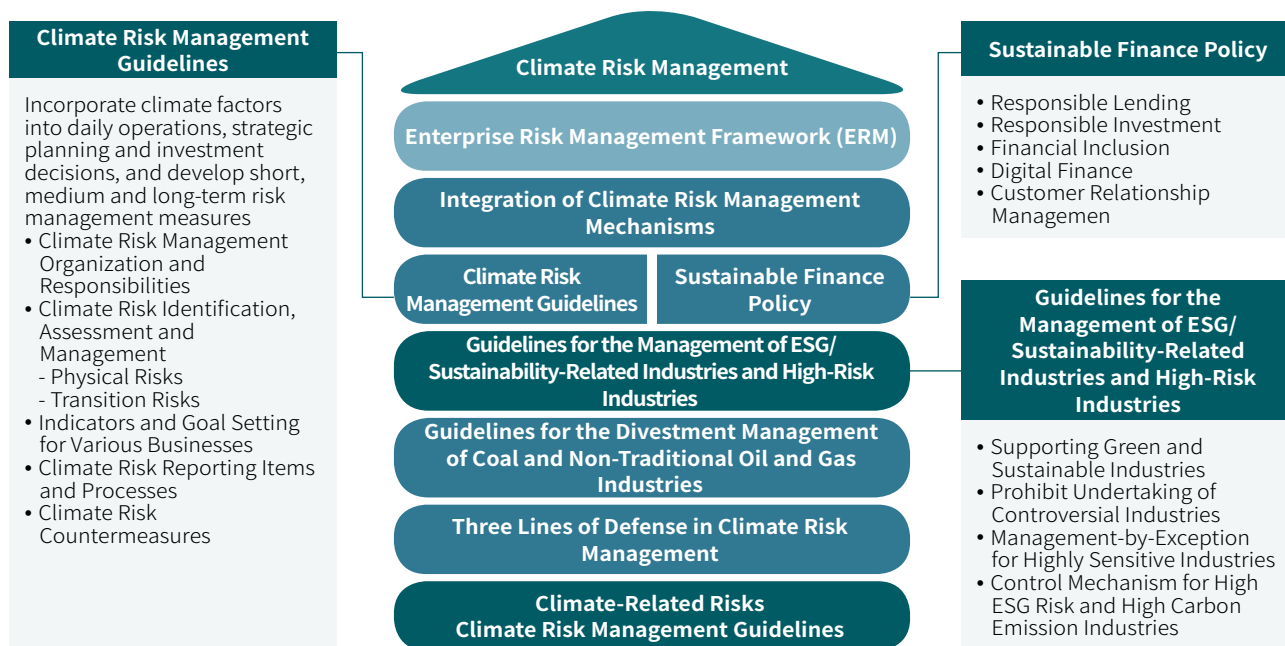 Climate Risk Management
Guidelines
Incorporate climate factors
into daily operations, strategic
planning and investment
decisions, and develop short,
medium and long-term risk
management measures
• Climate Risk Management
Organization and
Responsibilities
• Climate Risk Identification,
Assessment and
Management
- Physical Risks
- Transition Risks
• Indicators and Goal Setting
for Various Businesses
• Climate Risk Reporting Items
and Processes
• Climate Risk
Countermeasures
Climate Risk Management
Enterprise Risk Management Framework (ERM)
Integration of Climate Risk Management
Mechanisms
Climate Risk
Management Guidelines
Sustainable Finance
Policy
Guidelines for the Management of ESG/
Sustainability-Related Industries and High-Risk
Industries
Guidelines for the Divestment Management
of Coal and Non-Traditional Oil and Gas
Industries
Three Lines of Defense in Climate Risk
Management
Climate-Related Risks
Climate Risk Management Guidelines
Sustainable Finance Policy
• Responsible Lending
• Responsible Investment
• Financial Inclusion
• Digital Finance
• Customer Relationship
Managemen
Guidelines for the
Management of ESG/
Sustainability-Related
Industries and High-Risk
Industries
• Supporting Green and
Sustainable Industries
• Prohibit Undertaking of
Controversial Industries
• Management-by-Exception
for Highly Sensitive Industries
• Control Mechanism for High
ESG Risk and High Carbon
Emission Industries